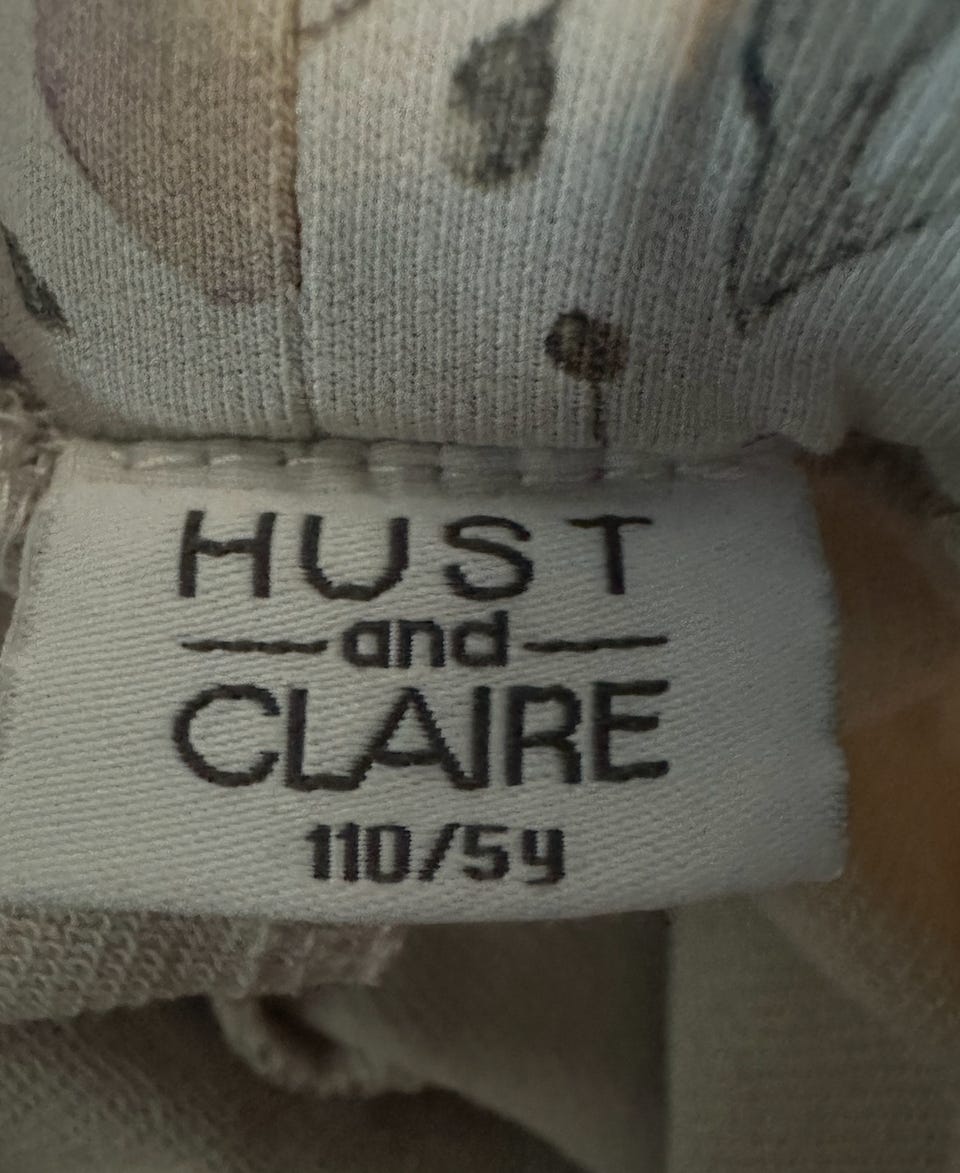 HUST
and
CLAIRE
110/5y